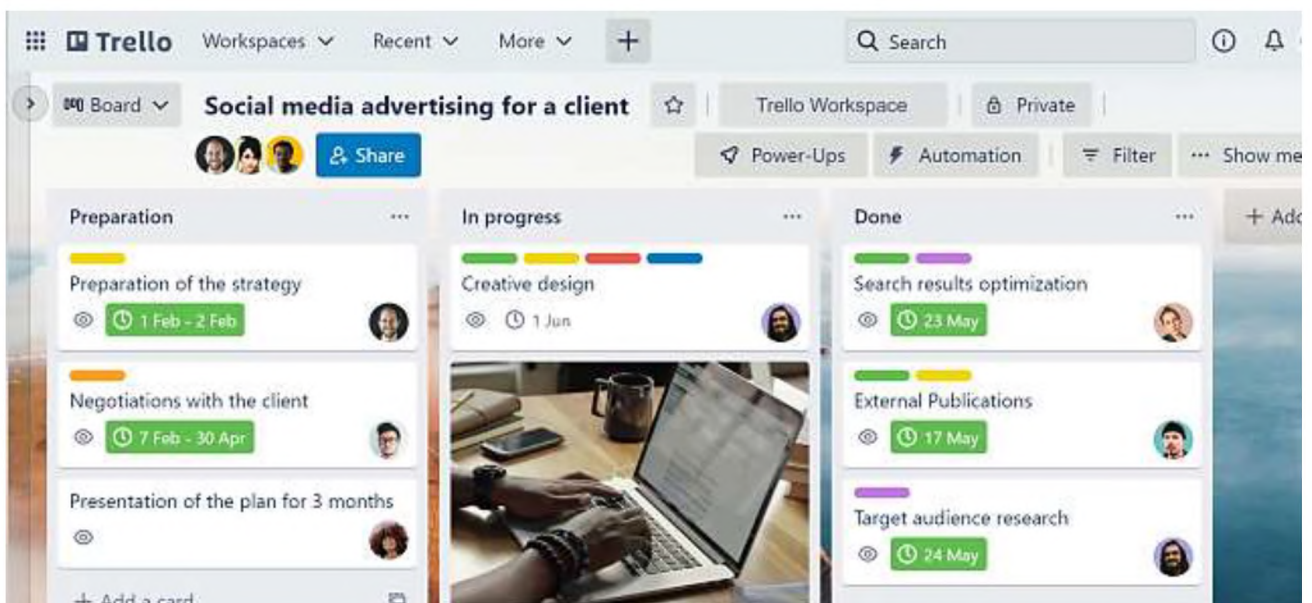 Trello Workspaces Recent More + Search
Board Social media advertising for a client Trello Workspace Private
Share Power-Ups Automation Filter ... Show me
Preparation ...
Preparation of the strategy
1 Feb - 2 Feb
Negotiations with the client
7 Feb - 30 Apr
Presentation of the plan for 3 months
+ Add a card
In progress ...
Creative design
1 Jun
Done ...
Search results optimization
23 May
External Publications
17 May
Target audience research
24 May
+ Add